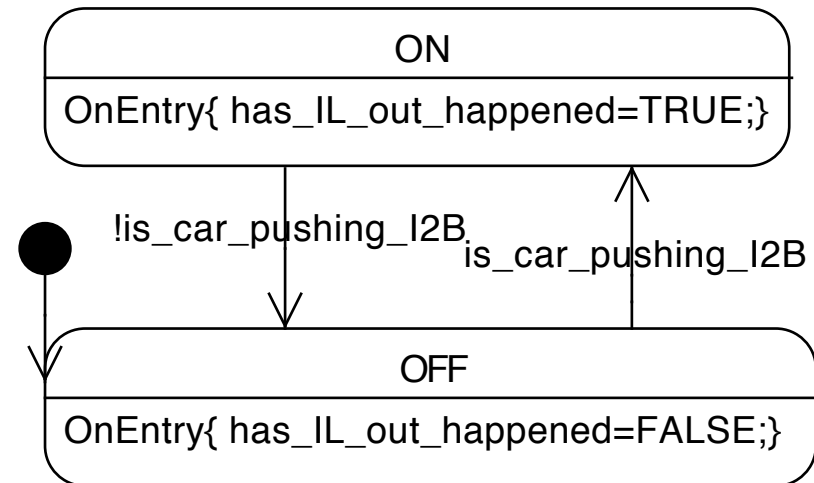 ON
OnEntry{ has_IL_out_happened=TRUE;}
!is_car_pushing_I2B
is_car_pushing_I2B
OFF
OnEntry{ has_IL_out_happened=FALSE;}